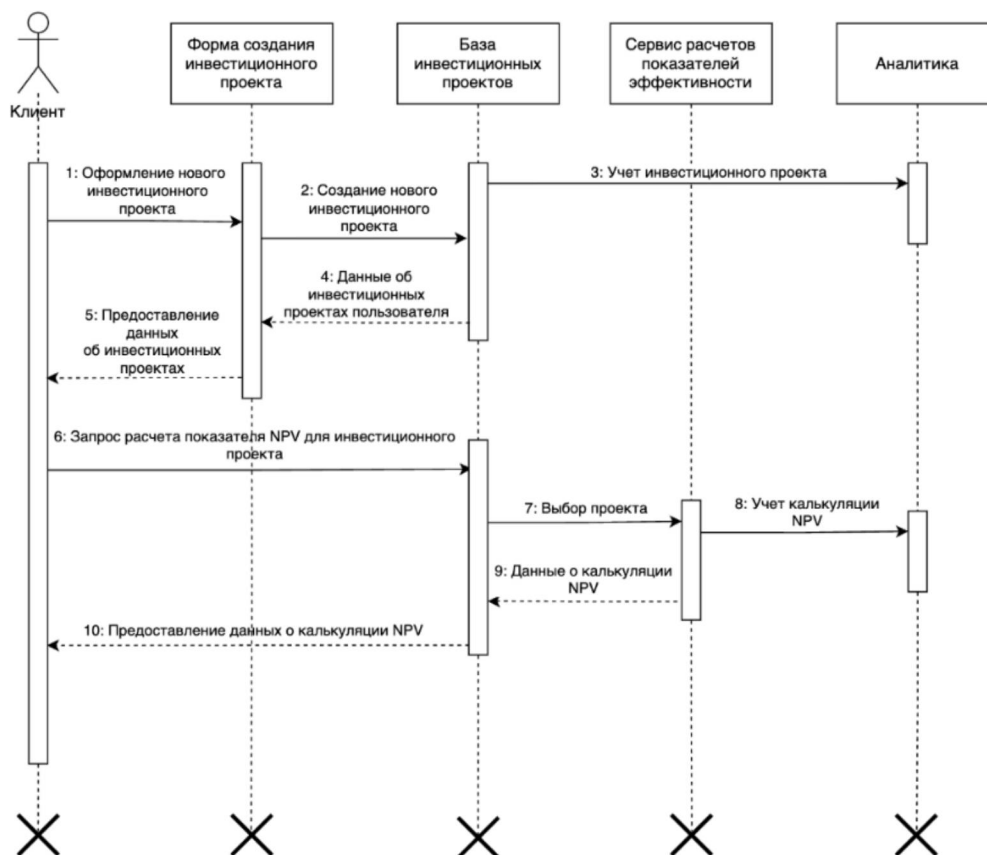 Клиент
Форма создания
инвестиционного
проекта
База
инвестиционных
проектов
Сервис расчетов
показателей
эффективности
Аналитика
1: Оформление нового
инвестиционного
проекта
2: Создание нового
инвестиционного
проекта
3: Учет инвестиционного проекта
4: Данные об
инвестиционных
проектах пользователя
5: Предоставление
данных
об инвестиционных
проектах
6: Запрос расчета показателя NPV для инвестиционного
проекта
7: Выбор проекта
8: Учет калькуляции
NPV
9: Данные о калькуляции
NPV
10: Предоставление данных о калькуляции NPV